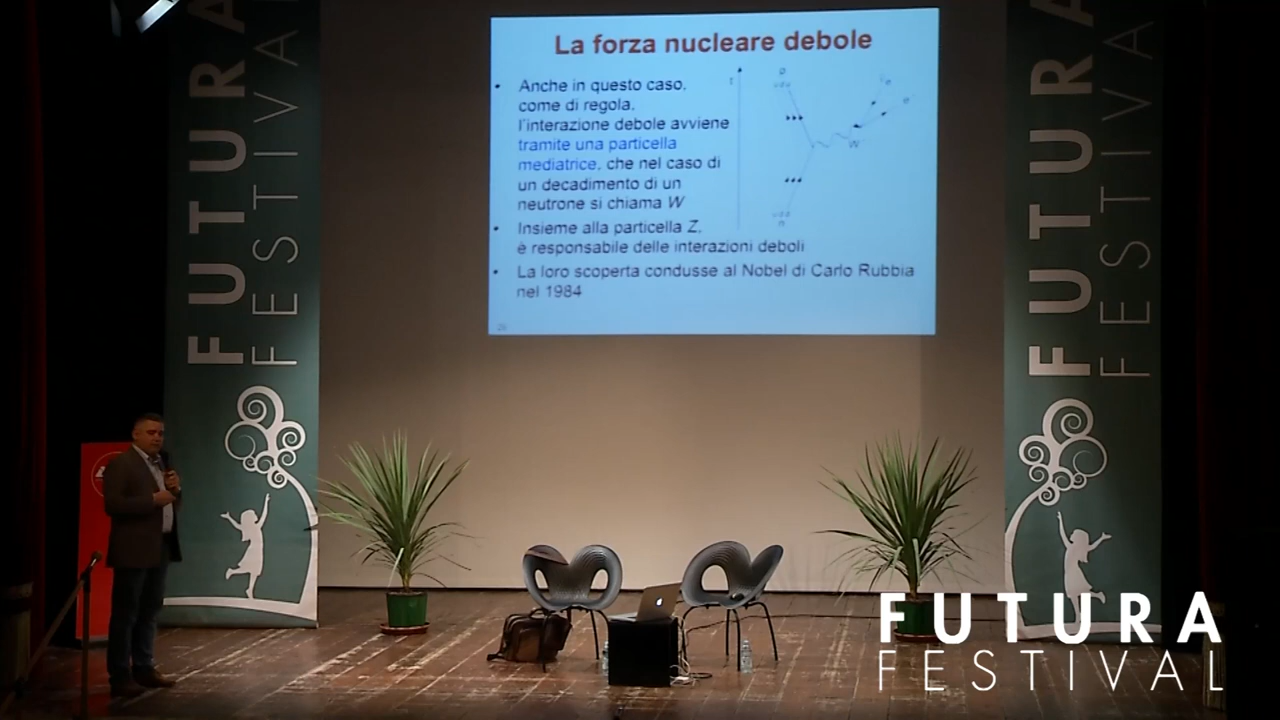 La forza nucleare debole
• Anche in questo caso,
come di regola,
l'interazione debole avviene
tramite una particella
mediatrice, che nel caso di
un decadimento di un
neutrone si chiama W
• Insieme alla particella Z,
è responsabile delle interazioni deboli
• La loro scoperta condusse al Nobel di Carlo Rubbia
nel 1984
t
p
W
e
n
FUTURA
FESTIVAL
FUTURA
FESTIVAL
FUTURA
FESTIVAL